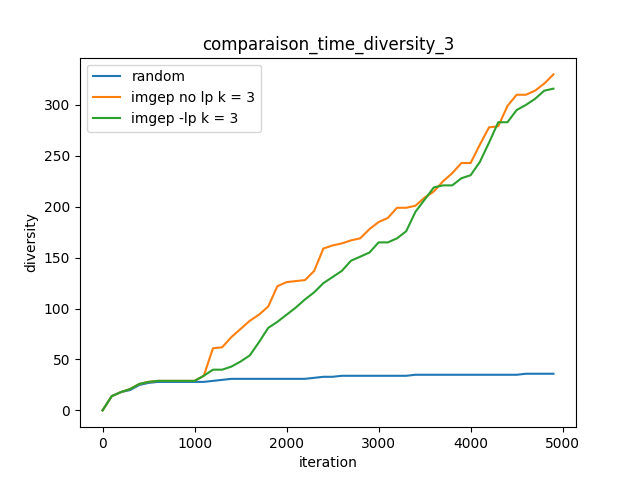 comparaison_time_diversity_3
random
imgep no lp k = 3
imgep -lp k = 3
300
250
200
150
100
50
0
diversity
0 1000 2000 3000 4000 5000
iteration